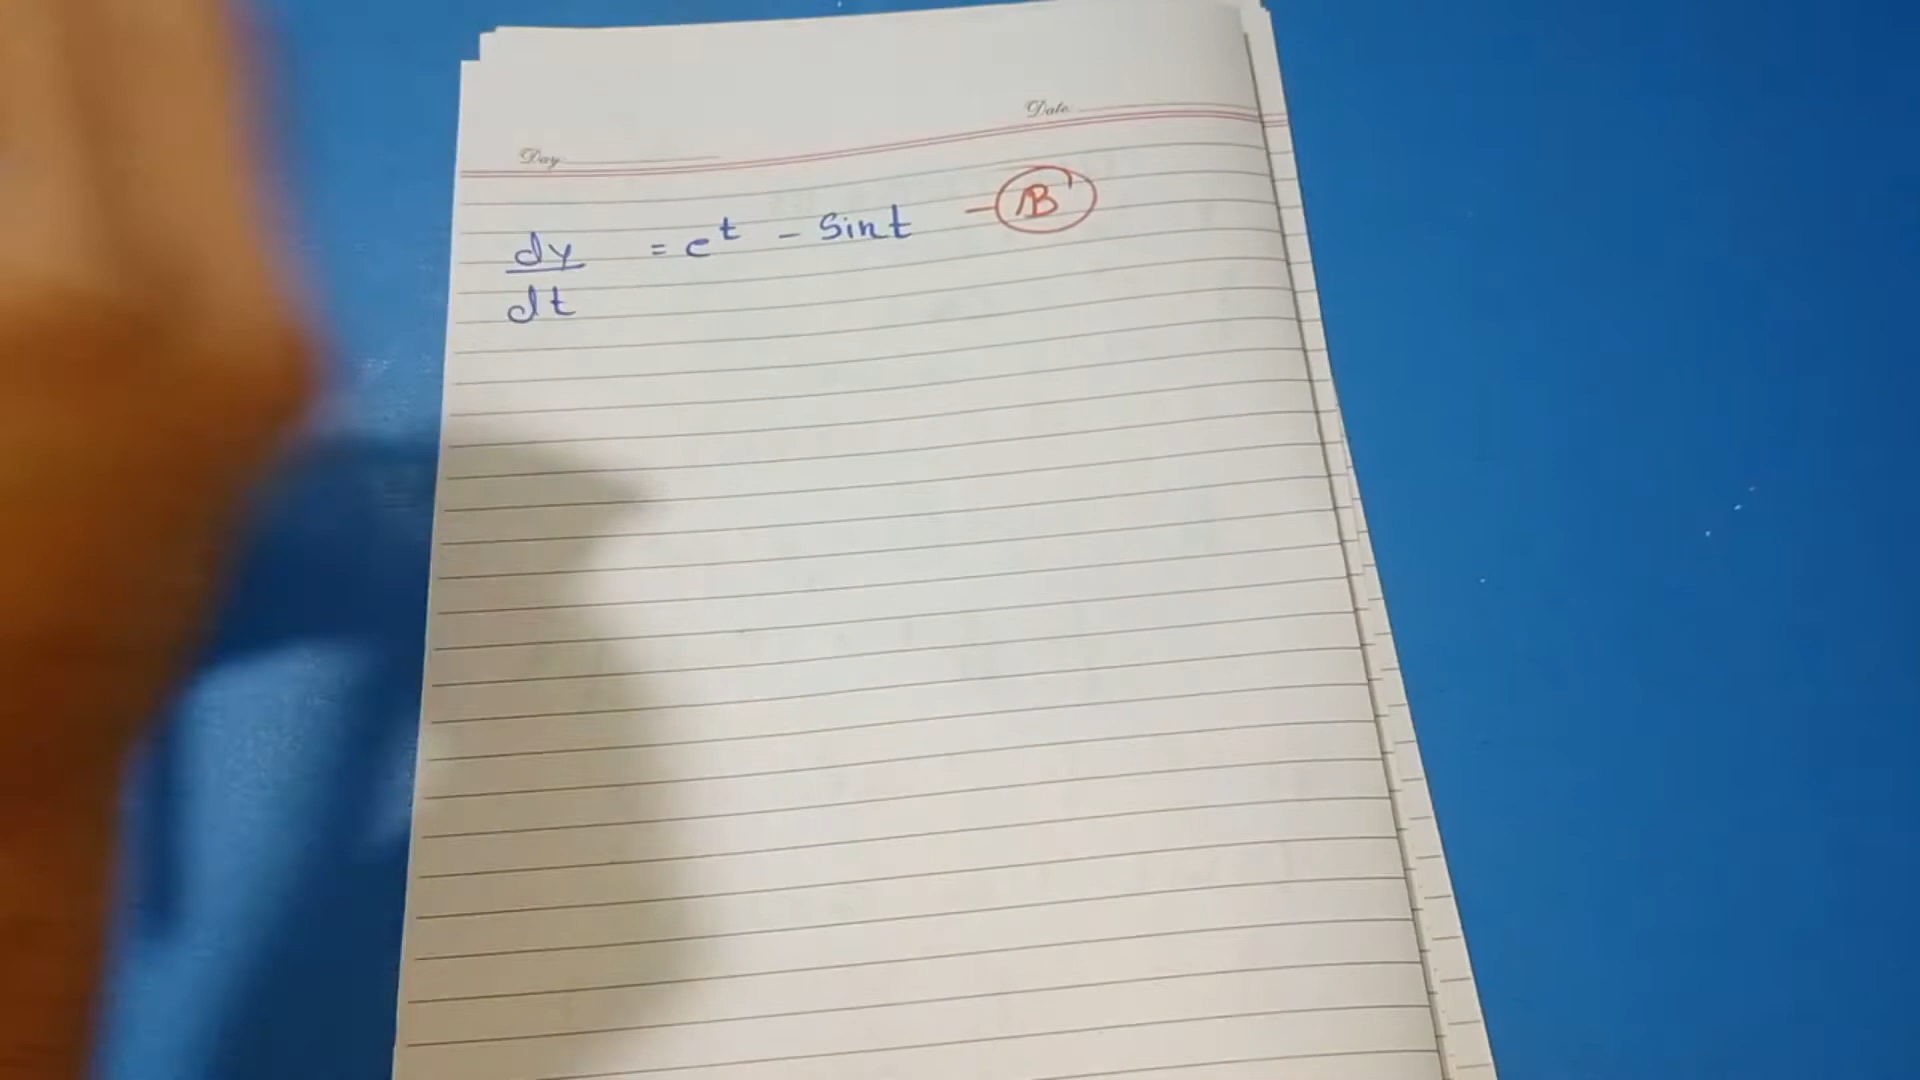 Date
Day
dy/dt = e^t - Sint - B